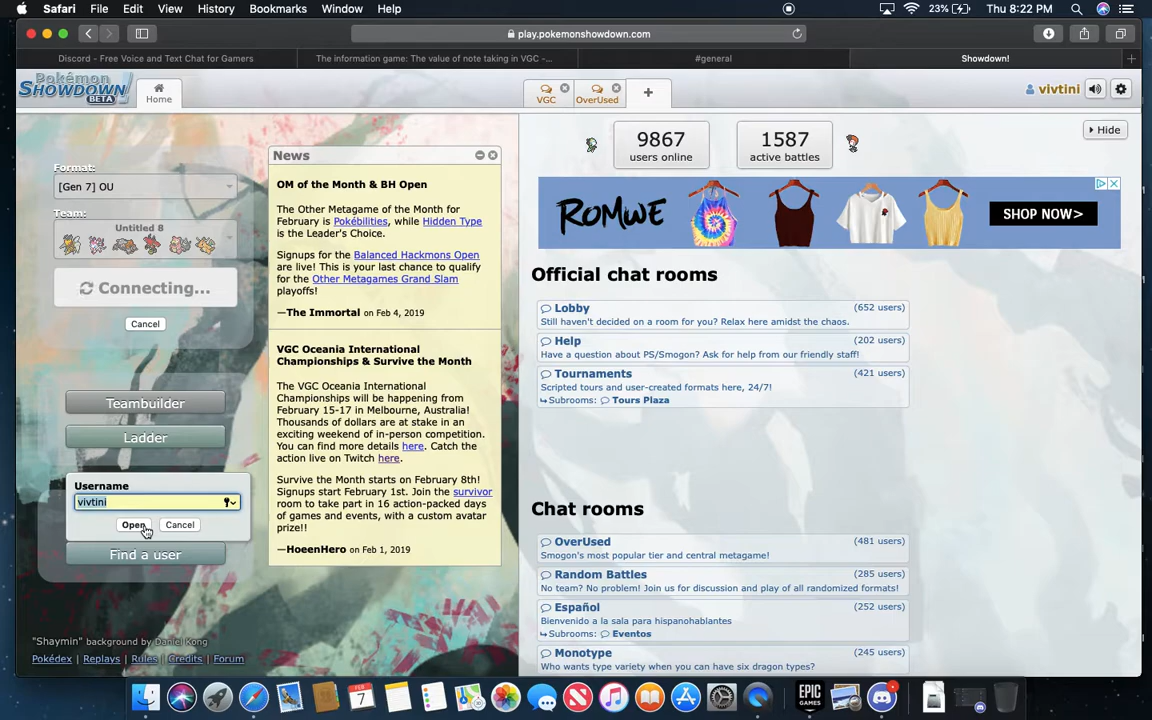 Safari File Edit View History Bookmarks Window Help 23% Thu 8:22 PM
play.pokemonshowdown.com
Discord - Free Voice and Text Chat for Gamers The information game: The value of note taking in VGC -... #general Showdown!
Pokémon
SHOWDOWN!
BETA
Home
VGC OverUsed +
vivtini
Format:
[Gen 7] OU
Team:
Untitled 8
Connecting...
Cancel
Teambuilder
Ladder
Username
vivtini
Open Cancel
Find a user
"Shaymin" background by Daniel Kong
Pokédex Replays Rules Credits Forum
News
OM of the Month & BH Open
The Other Metagame of the Month for
February is Pokébilities, while Hidden Type
is the Leader's Choice.
Signups for the Balanced Hackmons Open
are live! This is your last chance to qualify
for the Other Metagames Grand Slam
playoffs!
—The Immortal on Feb 4, 2019
VGC Oceania International
Championships & Survive the Month
The VGC Oceania International
Championships will be happening from
February 15-17 in Melbourne, Australia!
Thousands of dollars are at stake in an
exciting weekend of in-person competition.
You can find more details here. Catch the
action live on Twitch here.
Survive the Month starts on February 8th!
Signups start February 1st. Join the survivor
room to take part in 16 action-packed days
of games and events, with a custom avatar
prize!!
—HoeenHero on Feb 1, 2019
9867
users online
1587
active battles
Hide
ROMWE
SHOP NOW>
Official chat rooms
Lobby (652 users)
Still haven't decided on a room for you? Relax here amidst the chaos.
Help (202 users)
Have a question about PS/Smogon? Ask for help from our friendly staff!
Tournaments (421 users)
Scripted tours and user-created formats here, 24/7!
Subrooms: Tours Plaza
Chat rooms
OverUsed (481 users)
Smogon's most popular tier and central metagame!
Random Battles (285 users)
No team? No problem! Join us for discussion and play of all randomized formats!
Español (252 users)
Bienvenido a la sala para hispanohablantes
Subrooms: Eventos
Monotype (245 users)
Who wants type variety when you can have six dragon types?
FEB
7
EPIC
GAMES